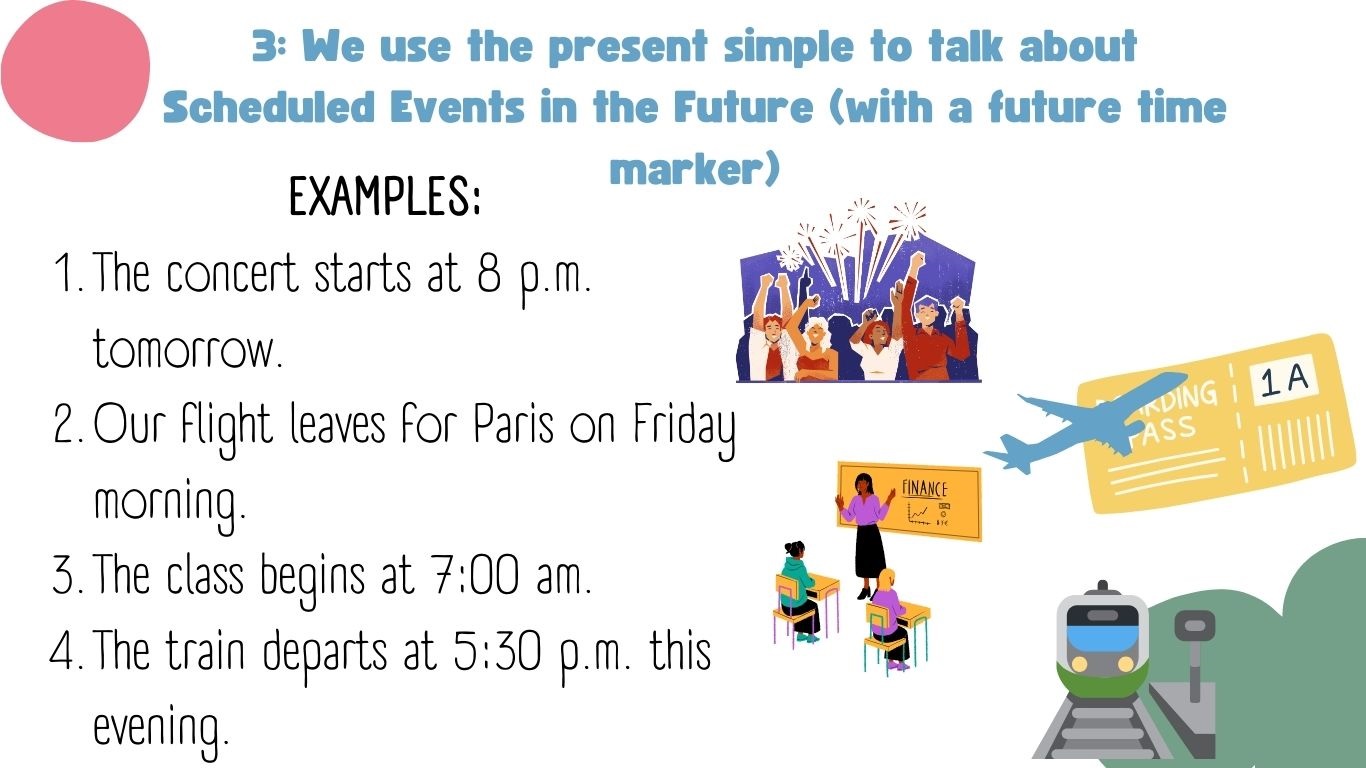 3: We use the present simple to talk about
Scheduled Events in the Future (with a future time
marker)
EXAMPLES:
1. The concert starts at 8 p.m.
tomorrow.
2. Our flight leaves for Paris on Friday
morning.
3. The class begins at 7:00 am.
4. The train departs at 5:30 p.m. this
evening.
1A
PASS
FINANCE